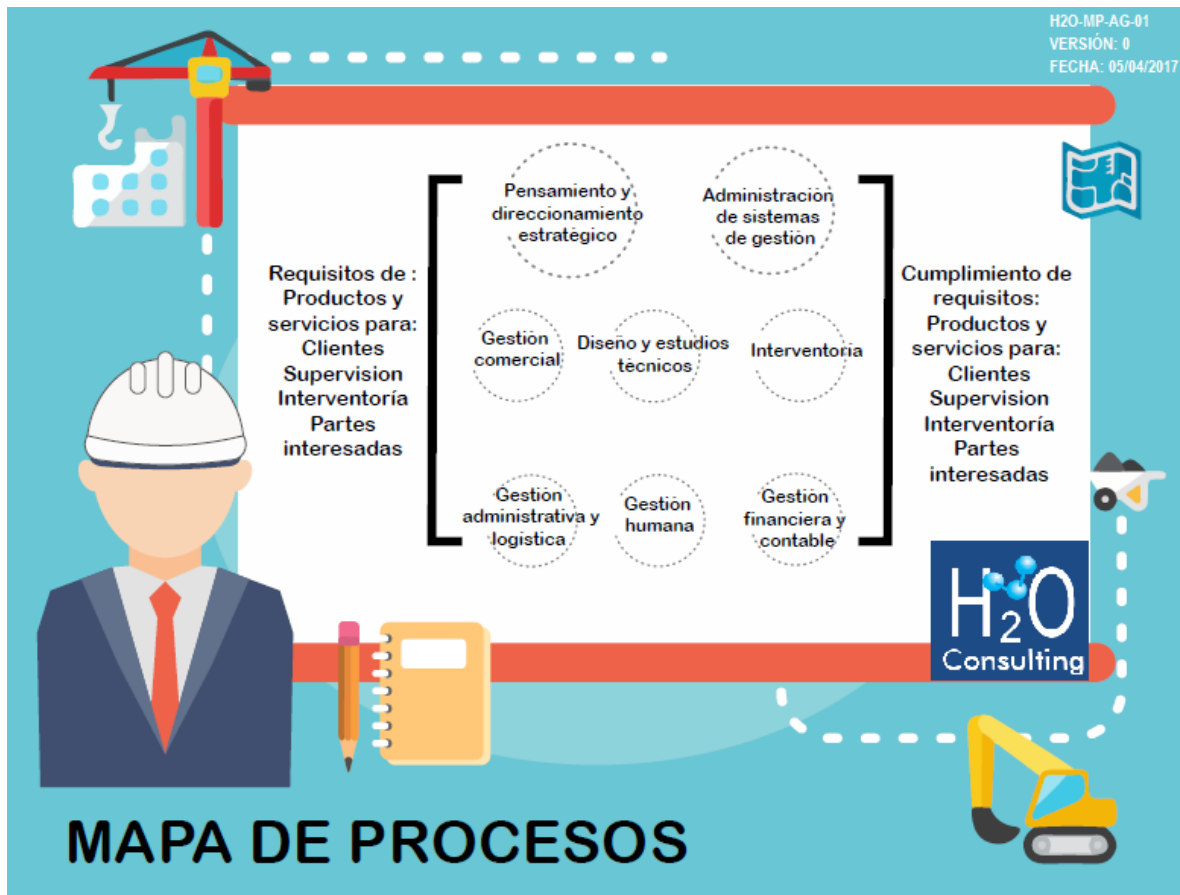 H2O-MP-AG-01
VERSIÓN: 0
FECHA: 05/04/2017
Pensamiento y
direccionamiento
estratégico
Administración
de sistemas
de gestión
Requisitos de :
Productos y
servicios para:
Clientes
Supervision
Interventoría
Partes
interesadas
Gestión
comercial
Diseño y estudios
técnicos
Interventoría
Cumplimiento de
requisitos:
Productos y
servicios para:
Clientes
Supervision
Interventoría
Partes
interesadas
Gestión
administrativa y
logística
Gestión
humana
Gestión
financiera y
contable
H2O
Consulting
MAPA DE PROCESOS